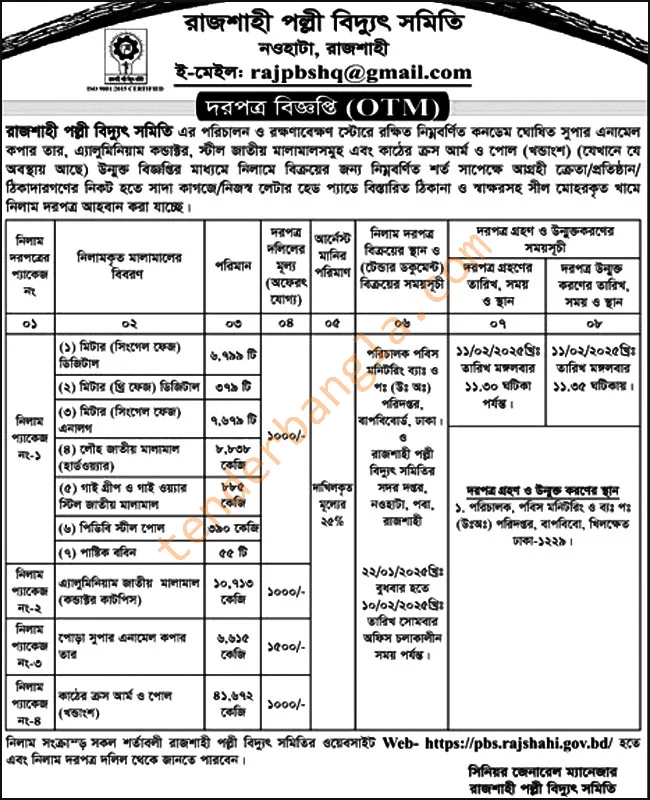 রাজশাহী পল্লী বিদ্যুৎ সমিতি
নওহাটা, রাজশাহী
ই-মেইল: rajpbshq@gmail.com
ISO 9001:2015 CERTIFIED
দরপত্র বিজ্ঞপ্তি (OTM)
রাজশাহী পল্লী বিদ্যুৎ সমিতি এর পরিচালন ও রক্ষণাবেক্ষণ স্টোরে রক্ষিত নিম্নবর্ণিত কনডেম ঘোষিত সুপার এনামেল
কপার তার, এ্যালুমিনিয়াম কন্ডাক্টর, স্টীল জাতীয় মালামালসমূহ এবং কাঠের ক্রস আর্ম ও পোল (খন্ডাংশ) (যেখানে যে
অবস্থায় আছে) উন্মুক্ত বিজ্ঞপ্তির মাধ্যমে নিলামে বিক্রয়ের জন্য নিম্নবর্ণিত শর্ত সাপেক্ষে আগ্রহী ক্রেতা/প্রতিষ্ঠান/
ঠিকাদারগণের নিকট হতে সাদা কাগজে/নিজস্ব লেটার হেড প্যাডে বিস্তারিত ঠিকানা ও স্বাক্ষরসহ সীল মোহরকৃত খামে
নিলাম দরপত্র আহবান করা যাচ্ছে।
নিলাম দরপত্রের প্যাকেজ নং
নিলামকৃত মালামালের বিবরণ
পরিমান
দরপত্র দলিলের মূল্য (অফেরৎ যোগ্য)
আর্নেস্ট মানির পরিমাণ
নিলাম দরপত্র বিক্রয়ের স্থান ও (টেন্ডার ডকুমেন্ট) বিক্রয়ের সময়সূচী
দরপত্র গ্রহণ ও উন্মুক্তকরণের সময়সূচী
দরপত্র গ্রহণের তারিখ, সময় ও স্থান
দরপত্র উন্মুক্ত করণের তারিখ, সময় ও স্থান
০১ ০২ ০৩ ০৪ ০৫ ০৬ ০৭ ০৮
নিলাম প্যাকেজ নং-১
(১) মিটার (সিংগেল ফেজ) ডিজিটাল
৬,৭৯৯ টি
(২) মিটার (থ্রি ফেজ) ডিজিটাল
৩৭৯ টি
(৩) মিটার (সিংগেল ফেজ) এনালগ
৭,৬৭৯ টি
(৪) লৌহ জাতীয় মালামাল (হার্ডওয়্যার)
৮,৮৩৮ কেজি
(৫) গাই গ্রীপ ও গাই ওয়্যার স্টিল জাতীয় মালামাল
৮৮৫ কেজি
(৬) পিডিবি স্টীল পোল
৩৯০ কেজি
(৭) পাষ্টিক ববিন
৫৫ টি
১০০০/-
দাখিলকৃত মূল্যের ২৫%
পরিচালক পবিস
মনিটরিং ব্যাঃ ও
পঃ (উঃ অঃ)
পরিদপ্তর,
বাপবিবোর্ড, ঢাকা।
ও
রাজশাহী পল্লী
বিদ্যুৎ সমিতির
সদর দপ্তর,
নওহাটা, পবা,
রাজশাহী
২২/০১/২০২৫খ্রিঃ
বুধবার হতে
১০/০২/২০২৫খ্রিঃ
তারিখ সোমবার
অফিস চলাকালীন
সময় পর্যন্ত।
১১/০২/২০২৫খ্রিঃ
তারিখ মঙ্গলবার
১১.৩০ ঘটিকা
পর্যন্ত।
১১/০২/২০২৫খ্রিঃ
তারিখ মঙ্গলবার
১১.৩৫ ঘটিকায়।
দরপত্র গ্রহণ ও উন্মুক্ত করণের স্থান
১. পরিচালক, পবিস মনিটরিং ও ব্যঃ পঃ
(উঃঅঃ) পরিদপ্তর, বাপবিবো, খিলক্ষেত
ঢাকা-১২২৯।
নিলাম প্যাকেজ নং-২
এ্যালুমিনিয়াম জাতীয় মালামাল (কন্ডাক্টর কাটপিস)
১০,৭১৩ কেজি
১০০০/-
নিলাম প্যাকেজ নং-৩
পোড়া সুপার এনামেল কপার তার
৬,৬১৫ কেজি
১৫০০/-
নিলাম প্যাকেজ নং-৪
কাঠের ক্রস আর্ম ও পোল (খন্ডাংশ)
৪১,৬৭২ কেজি
১০০০/-
নিলাম সংক্রান্ড় সকল শর্তাবলী রাজশাহী পল্লী বিদ্যুৎ সমিতির ওয়েবসাইট Web- https://pbs.rajshahi.gov.bd/ হতে
এবং নিলাম দরপত্র দলিল থেকে জানতে পারবেন।
সিনিয়র জেনারেল ম্যানেজার
রাজশাহী পল্লী বিদ্যুৎ সমিতি
tenderbangla.com